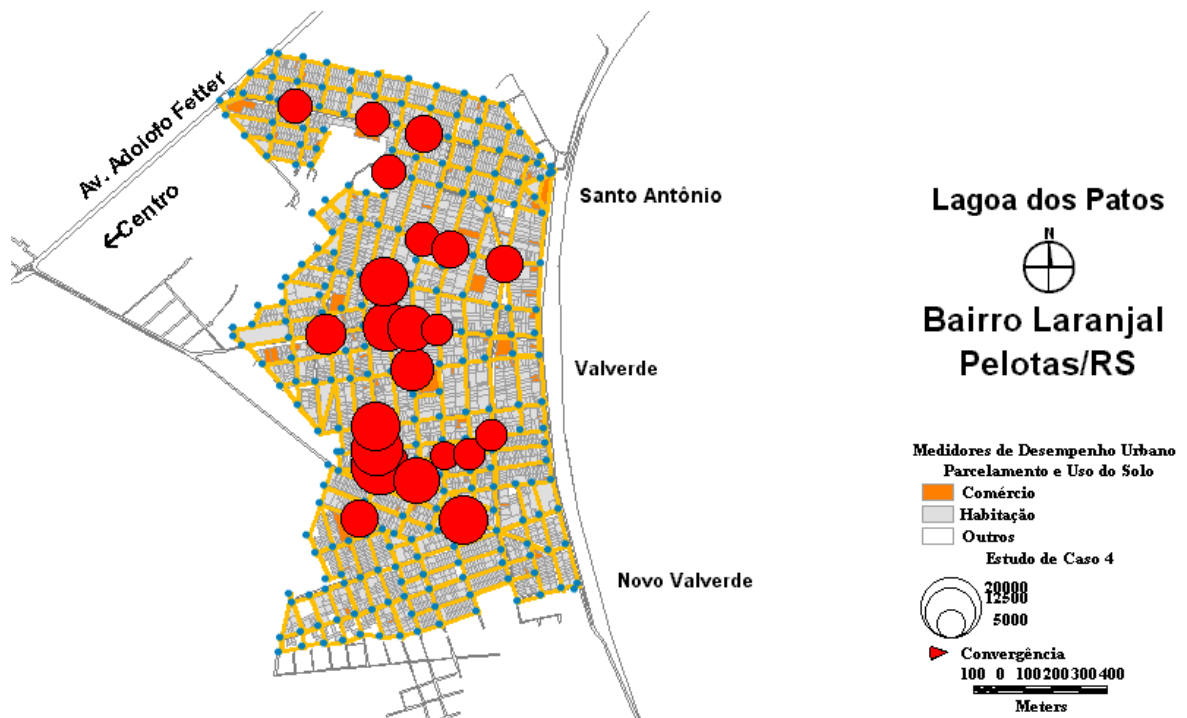 Av. Adolofo Fetter
←Centro
Santo Antônio
Valverde
Novo Valverde
Lagoa dos Patos
N
Bairro Laranjal
Pelotas/RS
Medidores de Desempenho Urbano
Parcelamento e Uso do Solo
Comércio
Habitação
Outros
Estudo de Caso 4
20000
12500
5000
Convergência
100 0 100 200 300 400
Meters